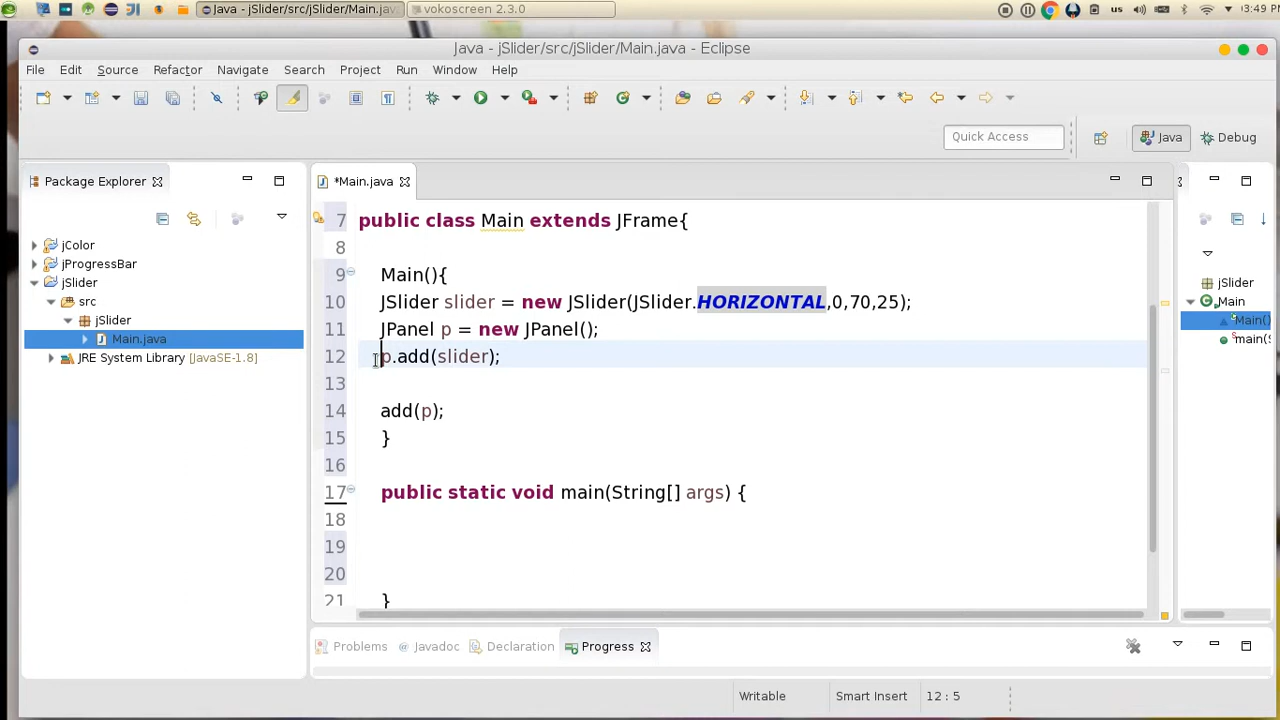 Java - jSlider/src/jSlider/Main.jav
vokoscreen 2.3.0
us
3:49 PM
Java - jSlider/src/jSlider/Main.java - Eclipse
File Edit Source Refactor Navigate Search Project Run Window Help
Quick Access
Java
Debug
Package Explorer
*Main.java
jColor
jProgressBar
jSlider
src
jSlider
Main.java
JRE System Library [JavaSE-1.8]
7 public class Main extends JFrame{
8
9 Main(){
10 JSlider slider = new JSlider(JSlider.HORIZONTAL,0,70,25);
11 JPanel p = new JPanel();
12 p.add(slider);
13
14 add(p);
15 }
16
17 public static void main(String[] args) {
18
19
20
21 }
jSlider
Main
Main()
main(S
Problems
Javadoc
Declaration
Progress
Writable
Smart Insert
12 : 5